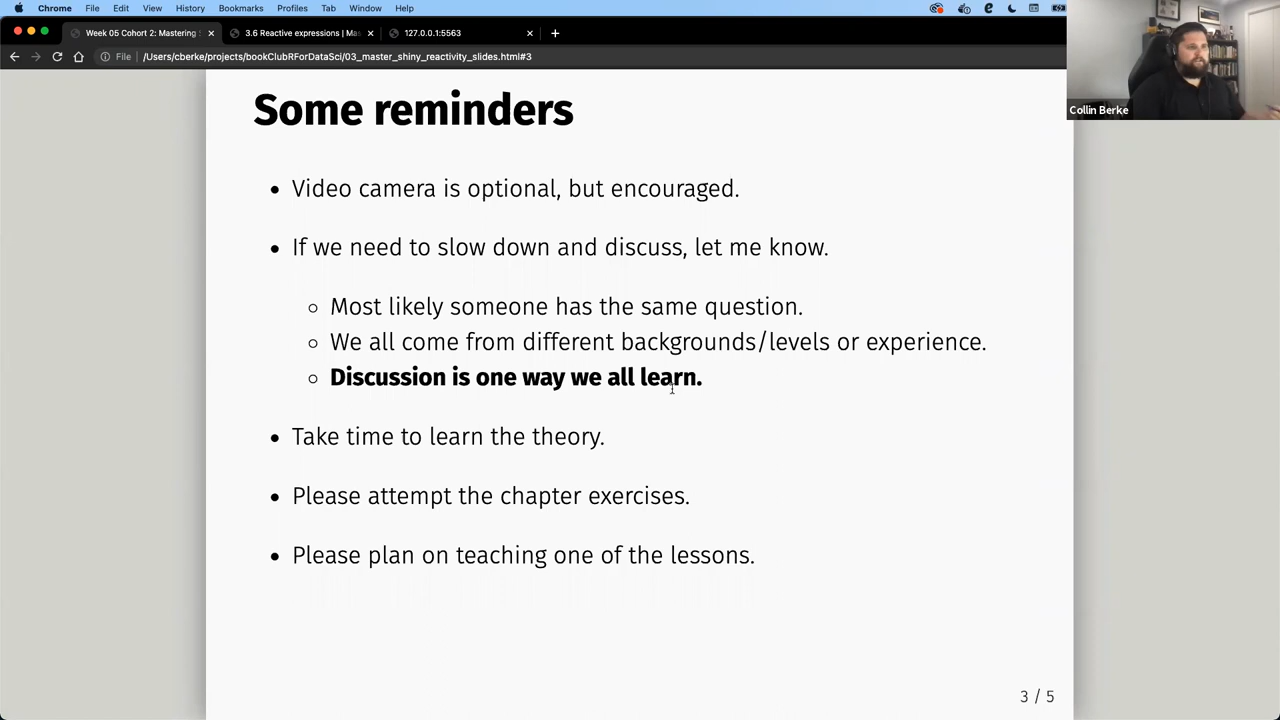 Chrome File Edit View History Bookmarks Profiles Tab Window Help
Week 05 Cohort 2: Mastering
3.6 Reactive expressions | Mas
127.0.0.1:5563
File /Users/cberke/projects/bookClubRForDataSci/03_master_shiny_reactivity_slides.html#3
Collin Berke
Some reminders
• Video camera is optional, but encouraged.
• If we need to slow down and discuss, let me know.
○ Most likely someone has the same question.
○ We all come from different backgrounds/levels or experience.
○ Discussion is one way we all learn.
• Take time to learn the theory.
• Please attempt the chapter exercises.
• Please plan on teaching one of the lessons.
3 / 5